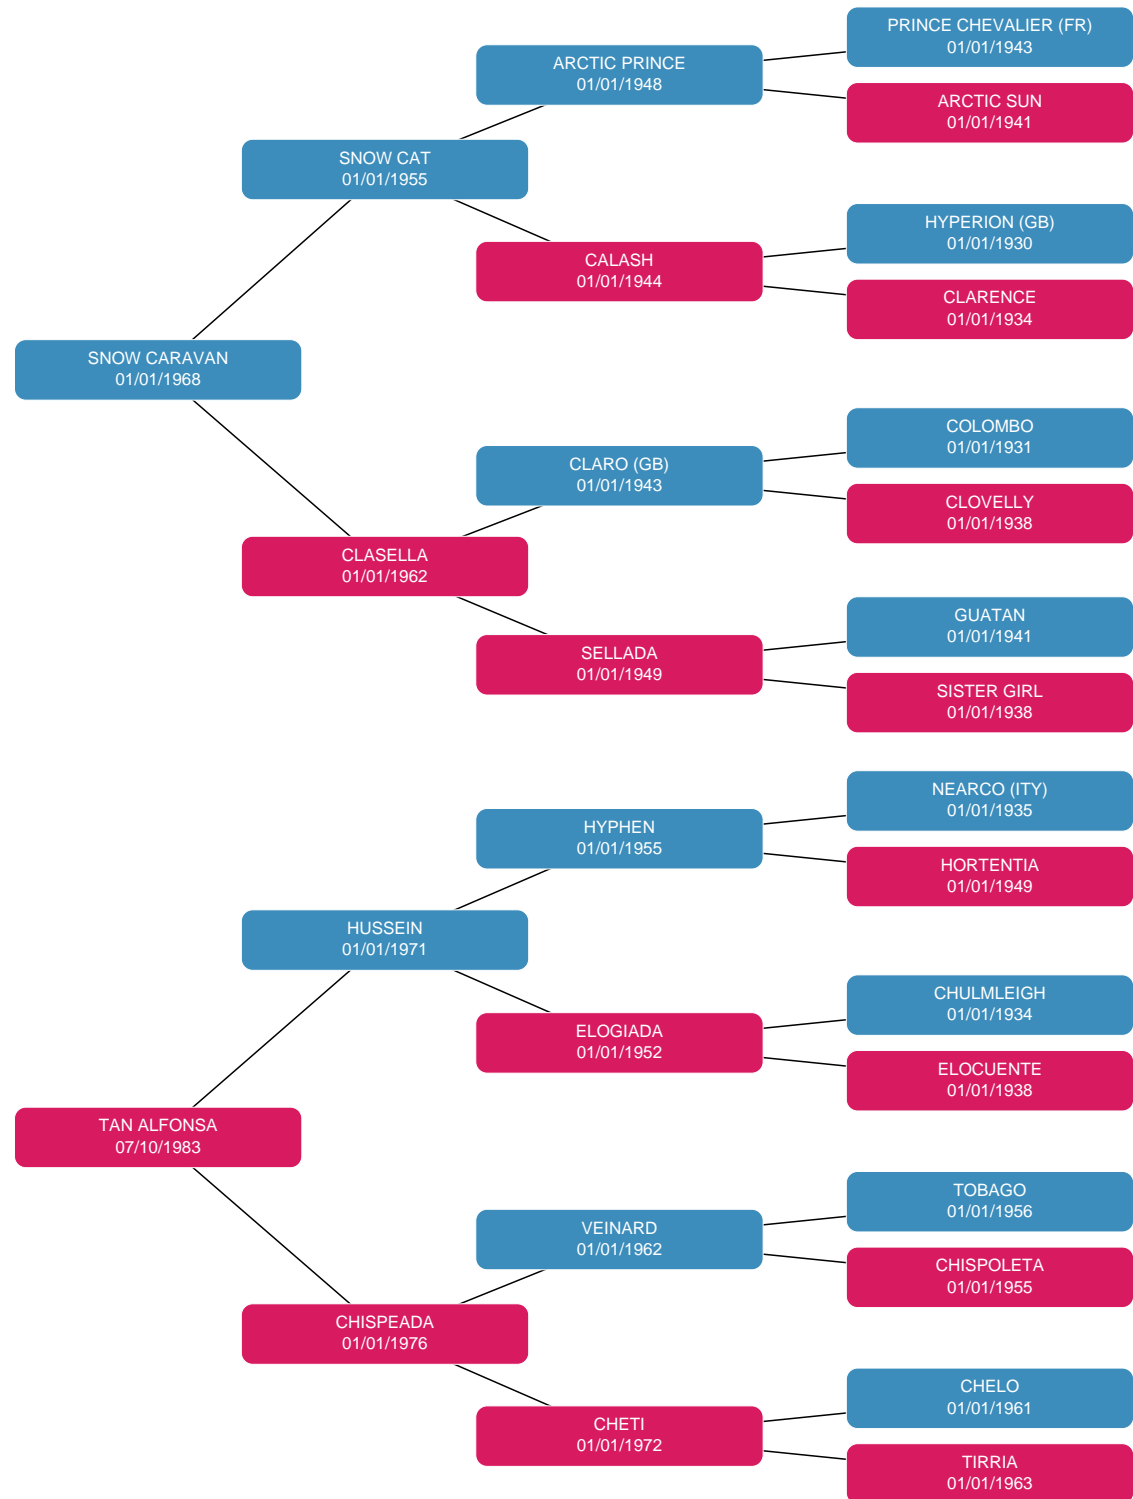 PRINCE CHEVALIER (FR)
01/01/1943
ARCTIC PRINCE
01/01/1948
ARCTIC SUN
01/01/1941
SNOW CAT
01/01/1955
HYPERION (GB)
01/01/1930
CALASH
01/01/1944
CLARENCE
01/01/1934
SNOW CARAVAN
01/01/1968
COLOMBO
01/01/1931
CLARO (GB)
01/01/1943
CLOVELLY
01/01/1938
CLASELLA
01/01/1962
GUATAN
01/01/1941
SELLADA
01/01/1949
SISTER GIRL
01/01/1938
NEARCO (ITY)
01/01/1935
HYPHEN
01/01/1955
HORTENTIA
01/01/1949
HUSSEIN
01/01/1971
CHULMLEIGH
01/01/1934
ELOGIADA
01/01/1952
ELOCUENTE
01/01/1938
TAN ALFONSA
07/10/1983
TOBAGO
01/01/1956
VEINARD
01/01/1962
CHISPOLETA
01/01/1955
CHISPEADA
01/01/1976
CHELO
01/01/1961
CHETI
01/01/1972
TIRRIA
01/01/1963